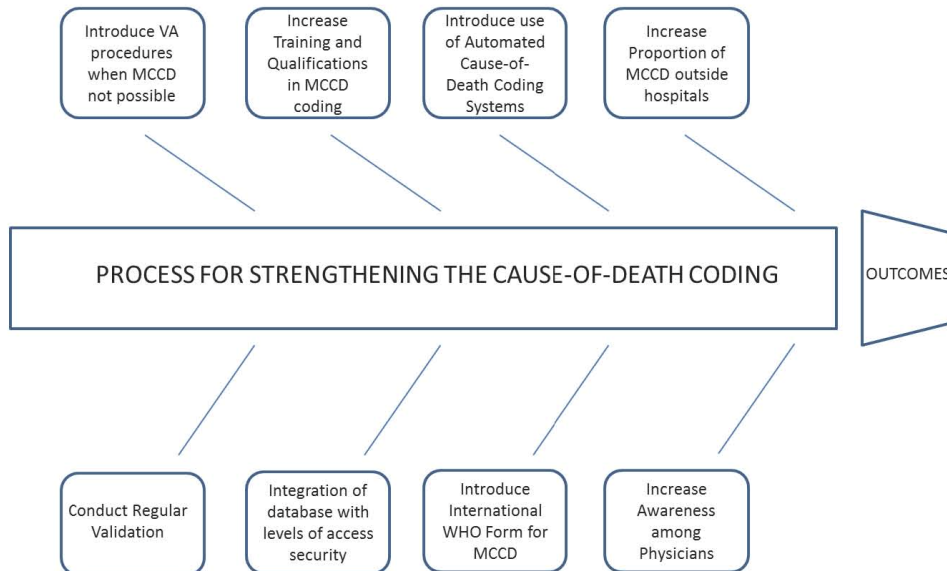 Introduce VA
procedures
when MCCD
not possible
Increase
Training and
Qualifications
in MCCD
coding
Introduce use
of Automated
Cause-of-
Death Coding
Systems
Increase
Proportion of
MCCD outside
hospitals
PROCESS FOR STRENGTHENING THE CAUSE-OF-DEATH CODING
OUTCOMES
Conduct Regular
Validation
Integration of
database with
levels of access
security
Introduce
International
WHO Form for
MCCD
Increase
Awareness
among
Physicians